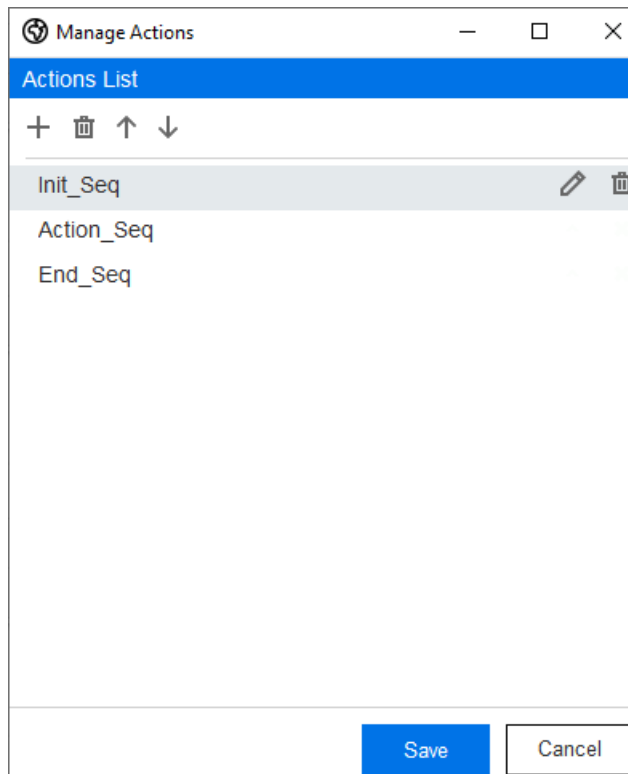 Manage Actions
Actions List
Init_Seq
Action_Seq
End_Seq
Save Cancel